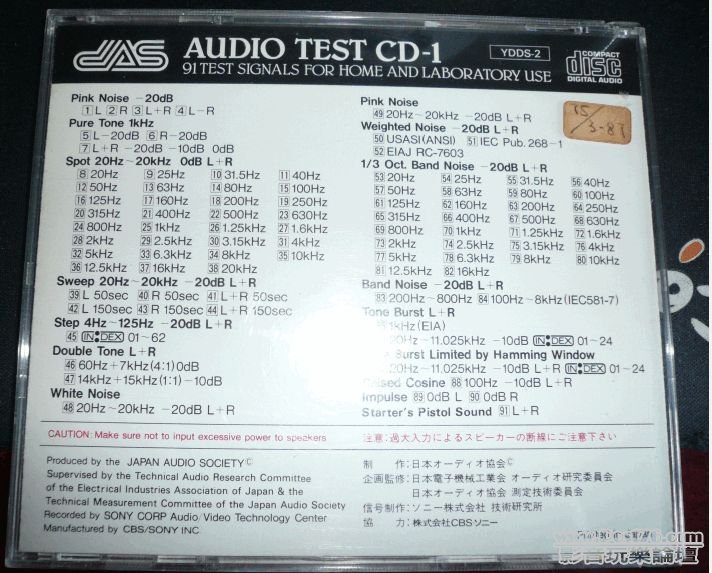 JAS
AUDIO TEST CD-1
YDDS-2
91 TEST SIGNALS FOR HOME AND LABORATORY USE
COMPACT
disc
DIGITAL AUDIO
Pink Noise -20dB
1 L 2 R 3 L+R 4 L-R
Pure Tone 1kHz
5 L-20dB 6 R-20dB
7 L+R -20dB -10dB 0dB
Spot 20Hz~20kHz 0dB L+R
8 20Hz 9 25Hz 10 31.5Hz 11 40Hz
12 50Hz 13 63Hz 14 80Hz 15 100Hz
16 125Hz 17 160Hz 18 200Hz 19 250Hz
20 315Hz 21 400Hz 22 500Hz 23 630Hz
24 800Hz 25 1kHz 26 1.25kHz 27 1.6kHz
28 2kHz 29 2.5kHz 30 3.15kHz 31 4kHz
32 5kHz 33 6.3kHz 34 8kHz 35 10kHz
36 12.5kHz 37 16kHz 38 20kHz
Sweep 20Hz~20kHz -20dB L+R
39 L 50sec 40 R 50sec 41 L+R 50sec
42 L 150sec 43 R 150sec 44 L+R 150sec
Step 4Hz~125Hz -20dB L+R
45 INDEX 01~62
Double Tone L+R
46 60Hz+7kHz(4:1) 0dB
47 14kHz+15kHz(1:1) -10dB
White Noise
48 20Hz~20kHz -20dB L+R
Pink Noise
49 20Hz~20kHz -20dB L+R
Weighted Noise -20dB L+R
50 USASI(ANSI) 51 IEC Pub. 268-1
52 EIAJ RC-7603
1/3 Oct. Band Noise -20dB L+R
53 20Hz 54 25Hz 55 31.5Hz 56 40Hz
57 50Hz 58 63Hz 59 80Hz 60 100Hz
61 125Hz 62 160Hz 63 200Hz 64 250Hz
65 315Hz 66 400Hz 67 500Hz 68 630Hz
69 800Hz 70 1kHz 71 1.25kHz 72 1.6kHz
73 2kHz 74 2.5kHz 75 3.15kHz 76 4kHz
77 5kHz 78 6.3kHz 79 8kHz 80 10kHz
81 12.5kHz 82 16kHz
Band Noise -20dB L+R
83 200Hz~800Hz 84 100Hz~8kHz (IEC581-7)
Tone Burst L+R
85 1kHz (EIA)
20Hz~11.025kHz -10dB INDEX 01~24
Burst Limited by Hamming Window
20Hz~11.025kHz -10dB L+R INDEX 01~24
Raised Cosine 88 100Hz -10dB L+R
Impulse 89 0dB L 90 0dB R
Starter's Pistol Sound 91 L+R
CAUTION: Make sure not to input excessive power to speakers
注意:過大入力によるスピーカーの断線にご注意下さい
Produced by the JAPAN AUDIO SOCIETY©
Supervised by the Technical Audio Research Committee
of the Electrical Industries Association of Japan & the
Technical Measurement Committee of the Japan Audio Society
Recorded by SONY CORP Audio/Video Technology Center
Manufactured by CBS/SONY INC.
制 作:日本オーディオ協会©
企画監修:日本電子機械工業会 オーディオ研究委員会
日本オーディオ協会 測定技術委員会
信号制作:ソニー株式会社 技術研究所
協 力:株式会社CBS・ソニー
Printed in Japan
影音玩樂論壇